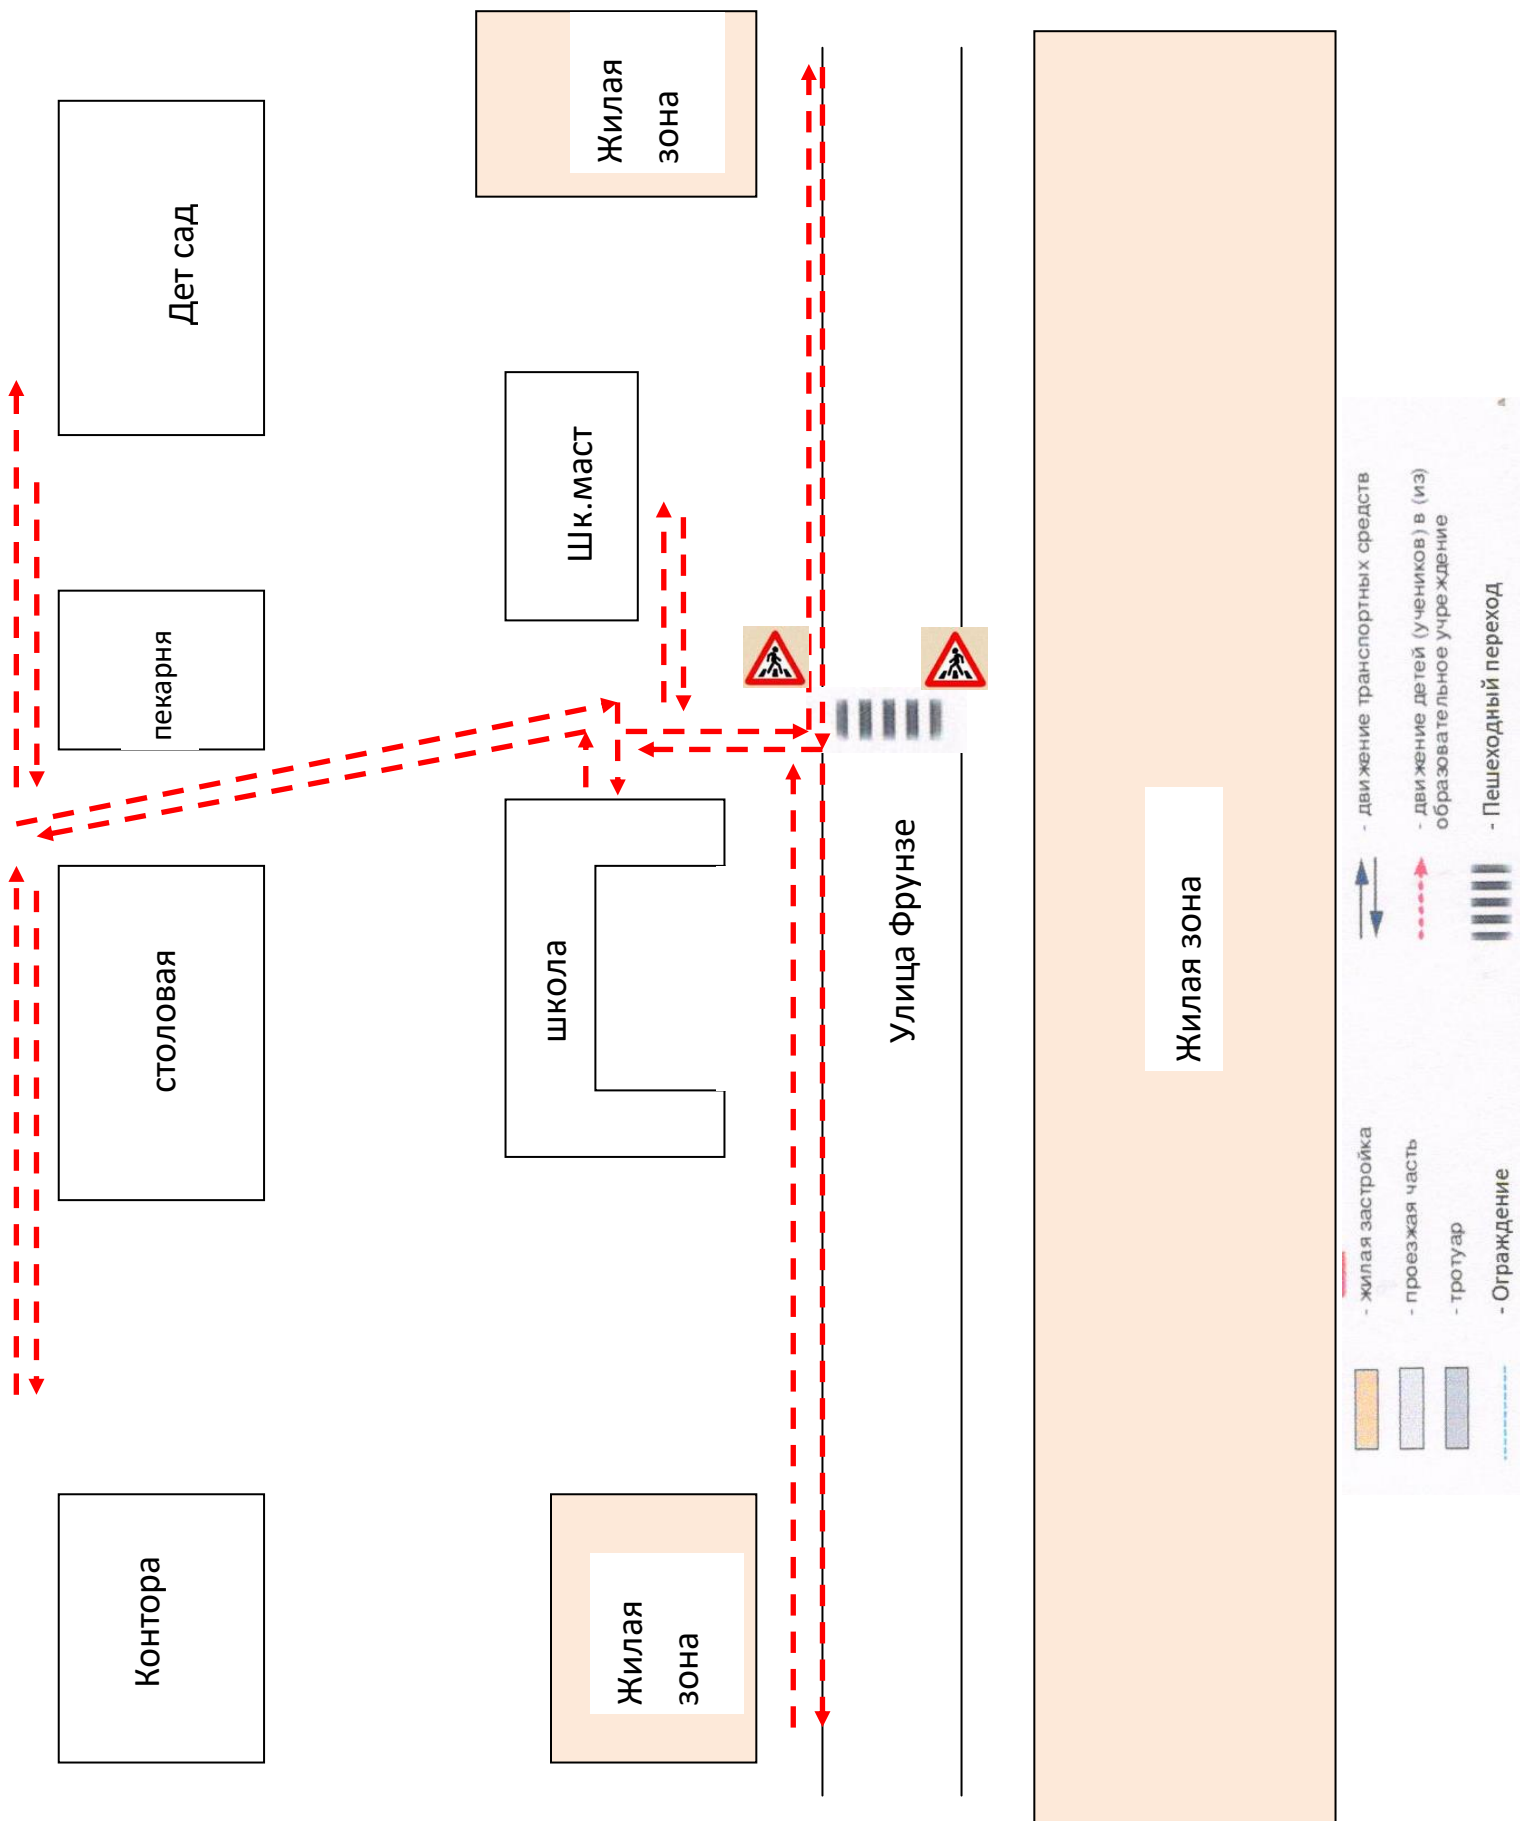 Контора
столовая
пекарня
Дет сад
школа
Шк.маст
Жилая
зона
Жилая
зона
Улица Фрунзе
Жилая зона
- жилая застройка
- проезжая часть
- тротуар
- Ограждение
- движение транспортных средств
- движение детей (учеников) в (из)
образовательное учреждение
- Пешеходный переход